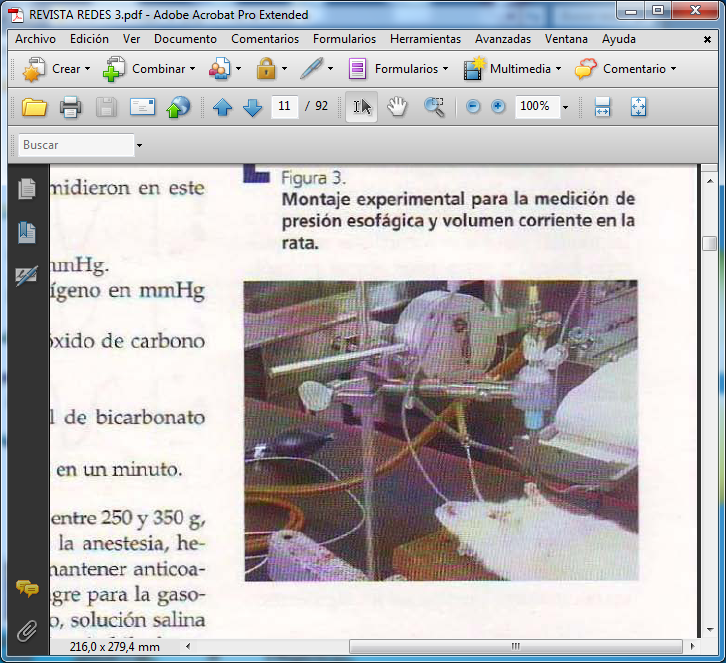 REVISTA REDES 3.pdf - Adobe Acrobat Pro Extended
Archivo Edición Ver Documento Comentarios Formularios Herramientas Avanzadas Ventana Ayuda
Crear Combinar Formularios Multimedia Comentario
11 / 92 100%
Buscar
midieron en este
Figura 3.
Montaje experimental para la medición de
presión esofágica y volumen corriente en la
rata.
mmHg.
ígeno en mmHg
óxido de carbono
l de bicarbonato
en un minuto.
entre 250 y 350 g,
la anestesia, he-
mantener anticoa-
gre para la gaso-
o, solución salina
216,0 x 279,4 mm